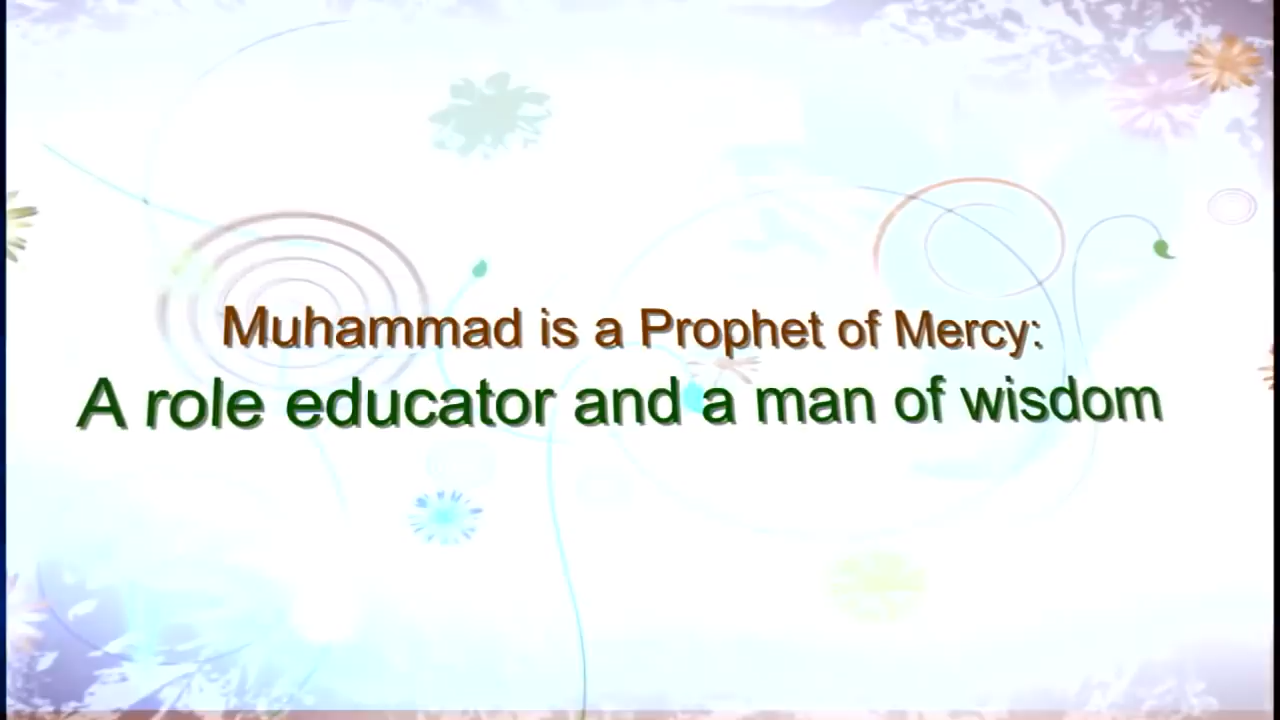 Muhammad is a Prophet of Mercy:
A role educator and a man of wisdom